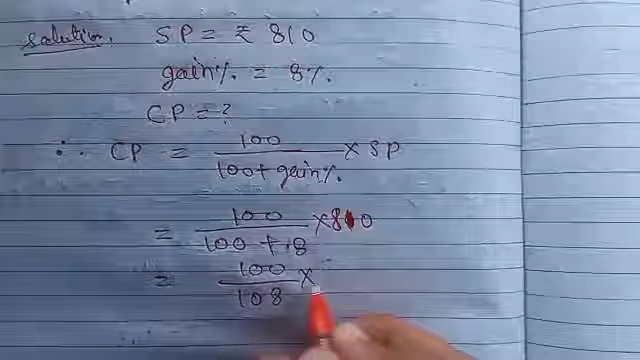 Solution. SP = ₹ 810
gain% = 8%.
CP = ?
∴ CP = 100/100+gain% × SP
= 100/100+8 × 810
= 100/108 ×